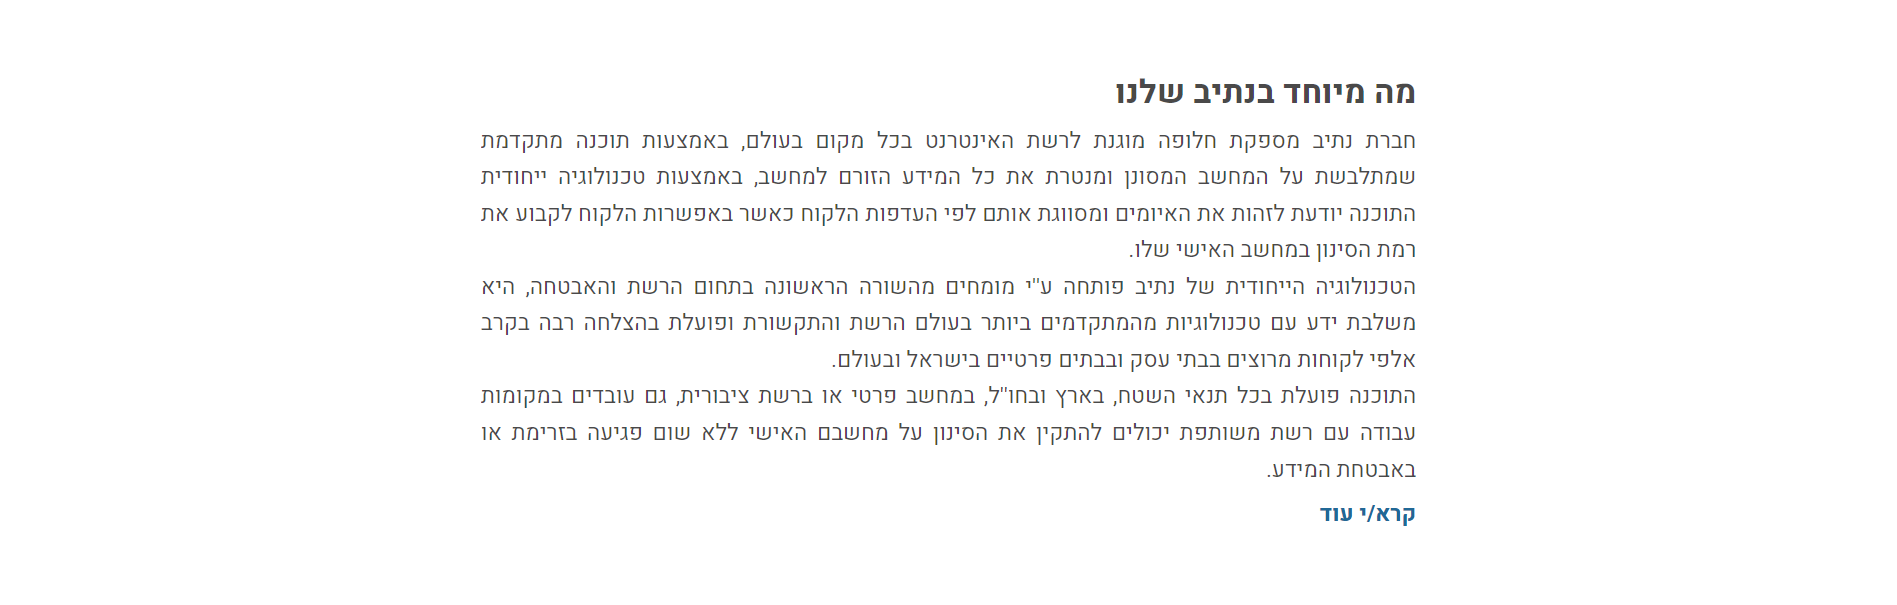 מה מיוחד בנתיב שלנו
חברת נתיב מספקת חלופה מוגנת לרשת האינטרנט בכל מקום בעולם, באמצעות תוכנה מתקדמת
שמתלבשת על המחשב המסונן ומנטרת את כל המידע הזורם למחשב, באמצעות טכנולוגיה ייחודית
התוכנה יודעת לזהות את האיומים ומסווגת אותם לפי העדפות הלקוח כאשר באפשרות הלקוח לקבוע את
רמת הסינון במחשב האישי שלו.
הטכנולוגיה הייחודית של נתיב פותחה ע"י מומחים מהשורה הראשונה בתחום הרשת והאבטחה, היא
משלבת ידע עם טכנולוגיות מהמתקדמים ביותר בעולם הרשת והתקשורת ופועלת בהצלחה רבה בקרב
אלפי לקוחות מרוצים בבתי עסק ובבתים פרטיים בישראל ובעולם.
התוכנה פועלת בכל תנאי השטח, בארץ ובחו"ל, במחשב פרטי או ברשת ציבורית, גם עובדים במקומות
עבודה עם רשת משותפת יכולים להתקין את הסינון על מחשבם האישי ללא שום פגיעה בזרימת או
באבטחת המידע.
קרא/י עוד